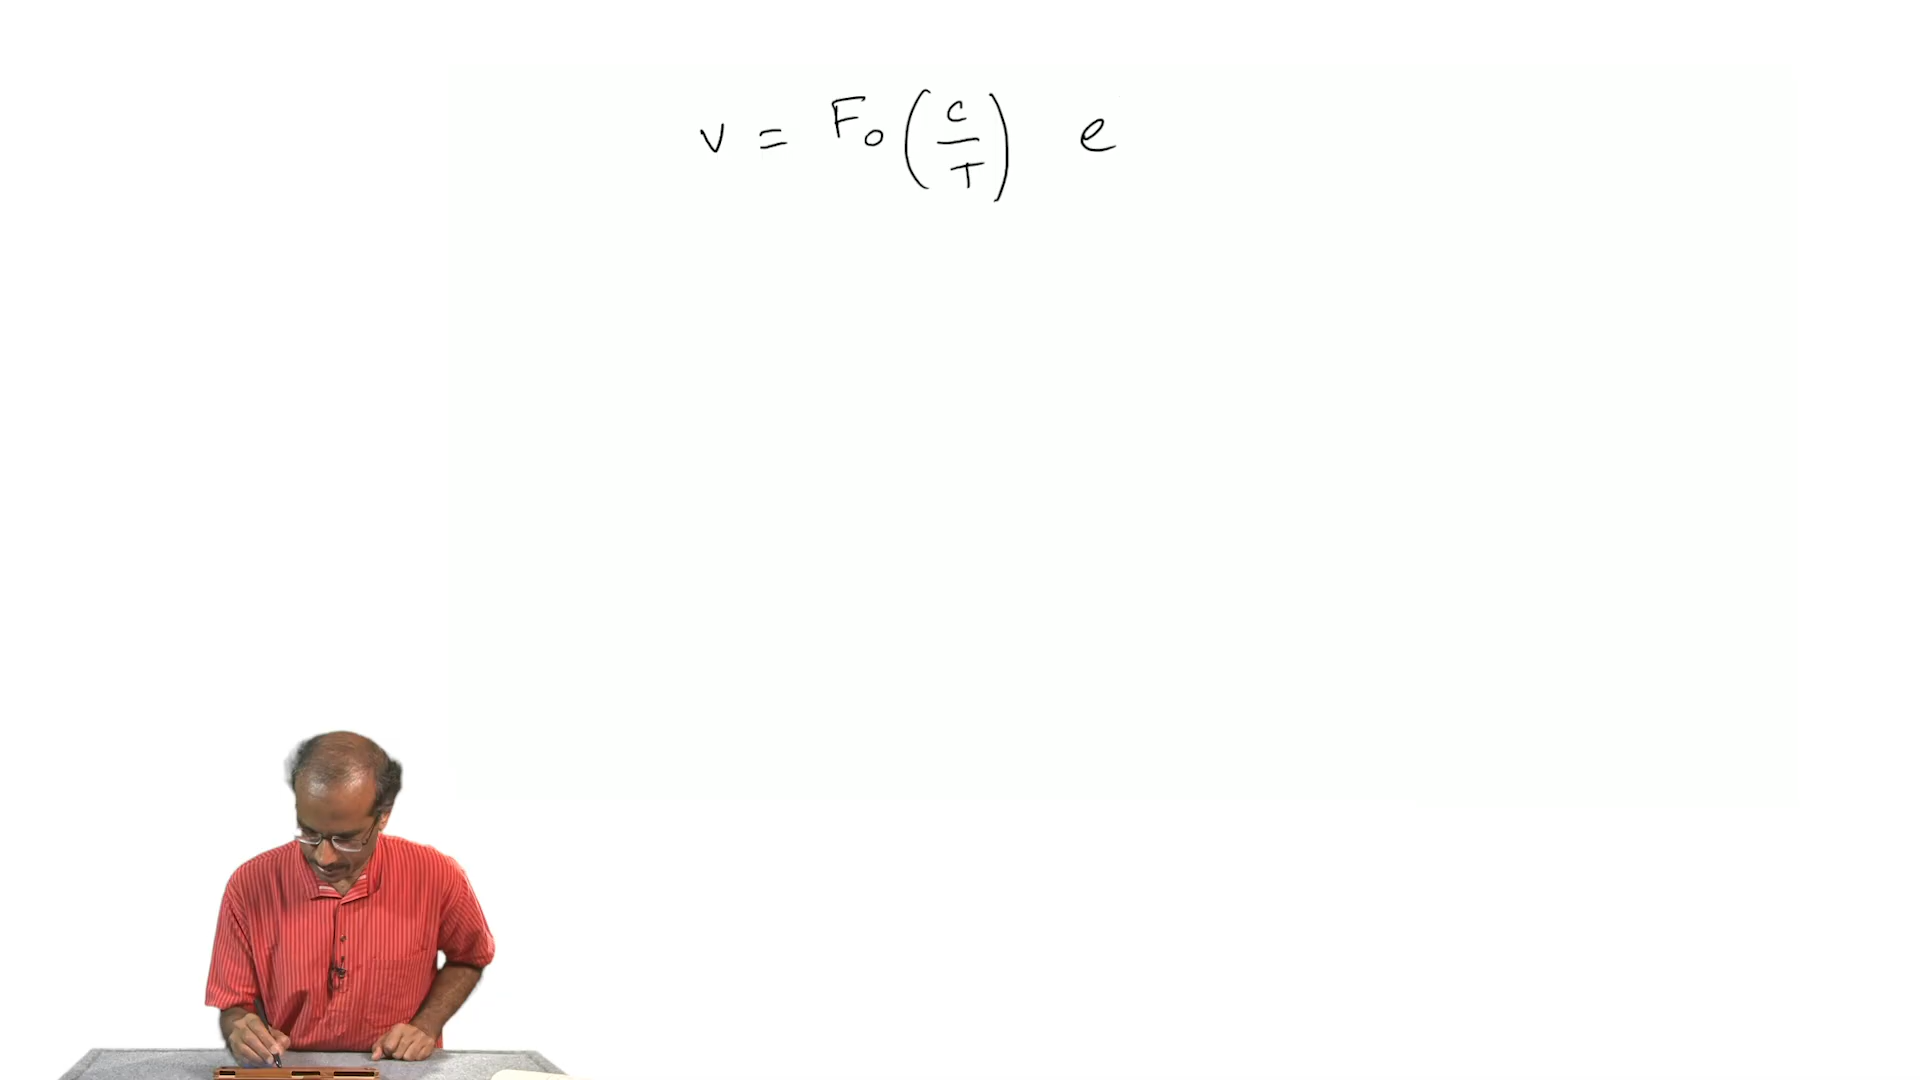 v = F₀ (c/T) e